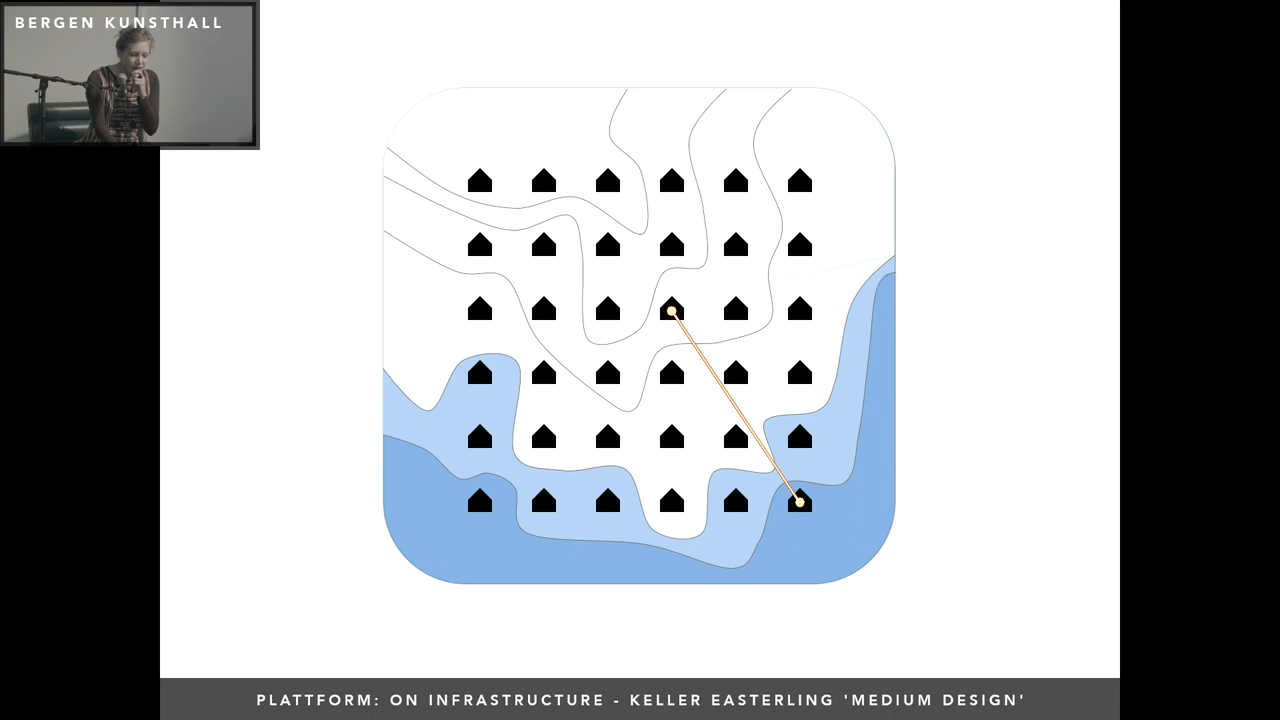 BERGEN KUNSTHALL
PLATTFORM: ON INFRASTRUCTURE - KELLER EASTERLING 'MEDIUM DESIGN'